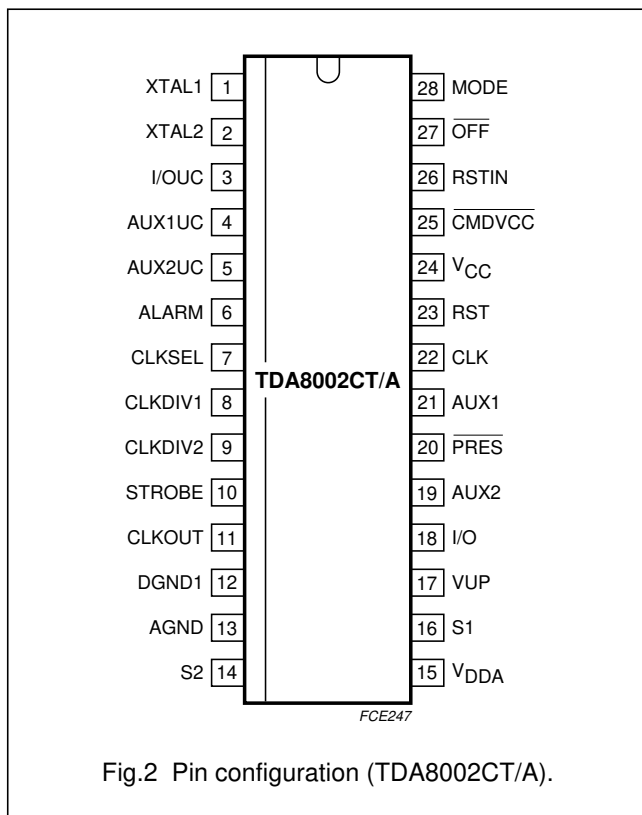 XTAL1 1 28 MODE
XTAL2 2 27 O̅F̅F̅
I/OUC 3 26 RSTIN
AUX1UC 4 25 C̅M̅D̅V̅C̅C̅
AUX2UC 5 24 VCC
ALARM 6 23 RST
CLKSEL 7 22 CLK
TDA8002CT/A
CLKDIV1 8 21 AUX1
CLKDIV2 9 20 P̅R̅E̅S̅
STROBE 10 19 AUX2
CLKOUT 11 18 I/O
DGND1 12 17 VUP
AGND 13 16 S1
S2 14 15 VDDA
FCE247
Fig.2 Pin configuration (TDA8002CT/A).